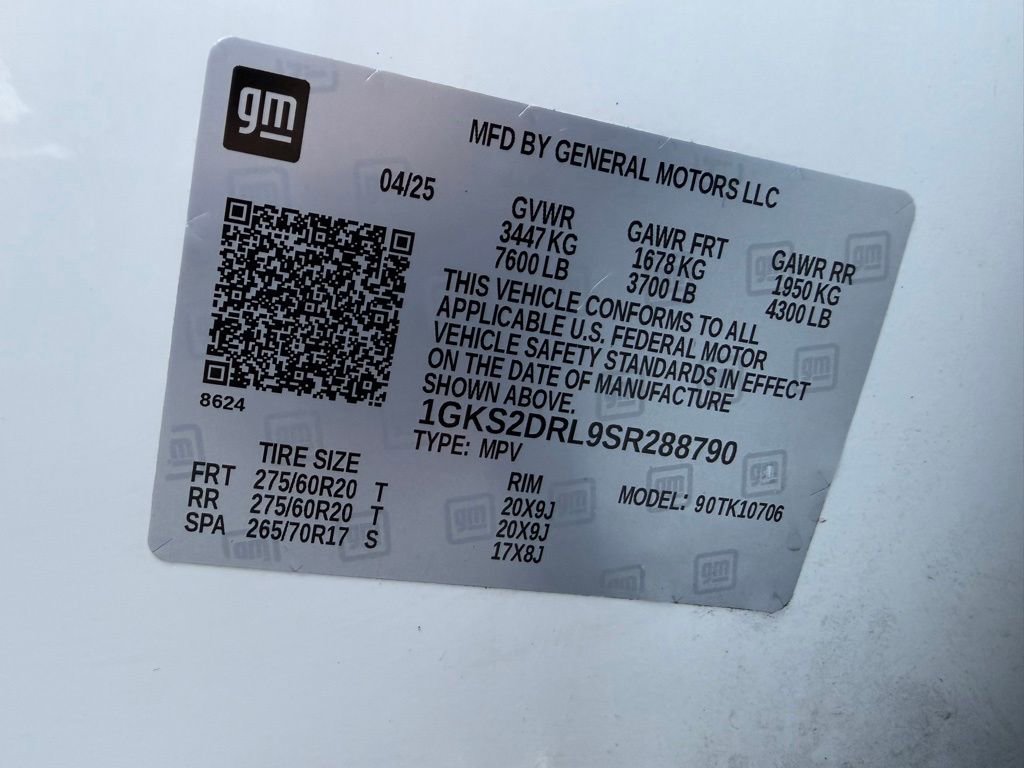 gm
MFD BY GENERAL MOTORS LLC
04/25
GVWR GAWR FRT GAWR RR
3447 KG 1678 KG 1950 KG
7600 LB 3700 LB 4300 LB
THIS VEHICLE CONFORMS TO ALL
APPLICABLE U.S. FEDERAL MOTOR
VEHICLE SAFETY STANDARDS IN EFFECT
ON THE DATE OF MANUFACTURE
SHOWN ABOVE.
8624
1GKS2DRL9SR288790
TYPE: MPV
MODEL: 90TK10706
TIRE SIZE RIM
FRT 275/60R20 T 20X9J
RR 275/60R20 T 20X9J
SPA 265/70R17 S 17X8J